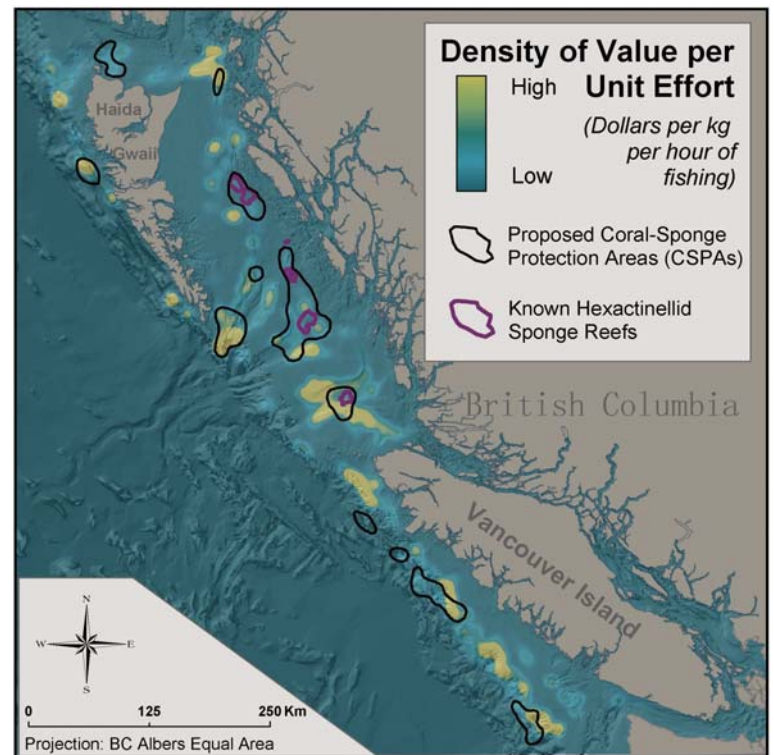 Density of Value per
Unit Effort
High
(Dollars per kg
per hour of
fishing)
Low
Proposed Coral-Sponge
Protection Areas (CSPAs)
Known Hexactinellid
Sponge Reefs
Haida
Gwaii
British Columbia
Vancouver Island
N
W
E
S
0
125
250 Km
Projection: BC Albers Equal Area